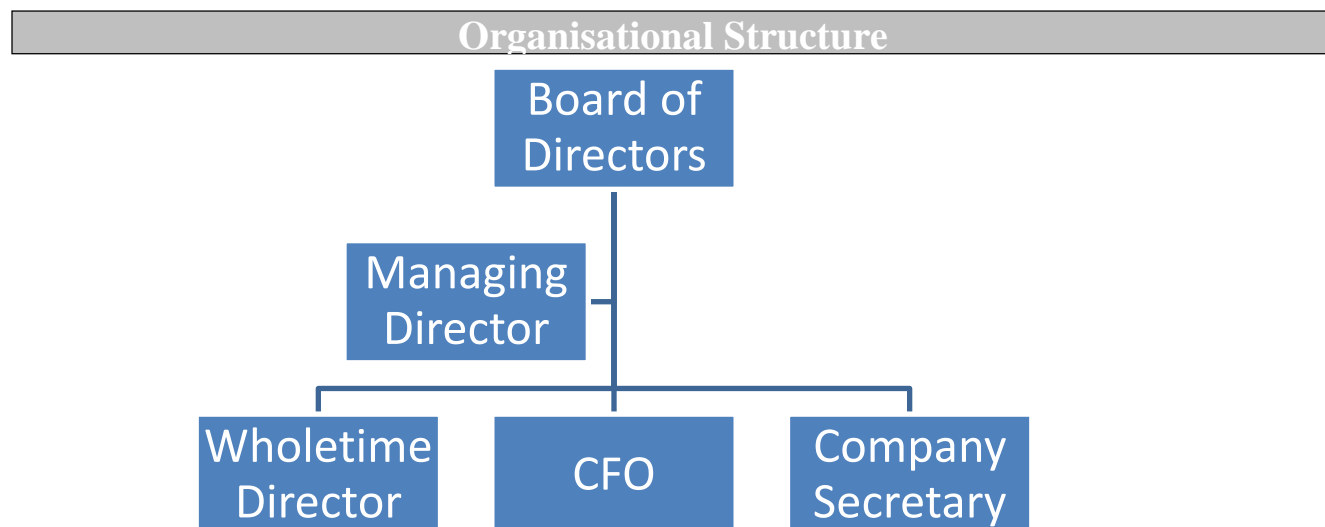 Organisational Structure
Board of
Directors
Managing
Director
Wholetime
Director
CFO
Company
Secretary